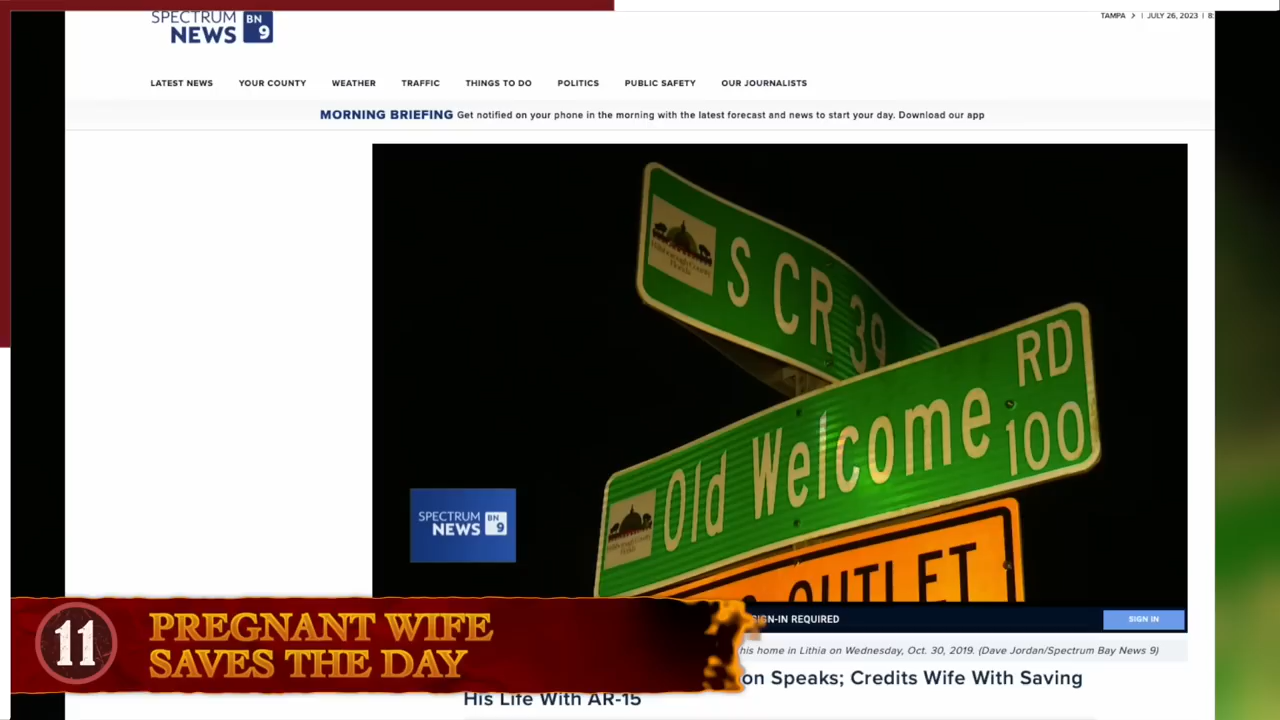 SPECTRUM
NEWS BN 9
TAMPA > | JULY 26, 2023 | 8:
LATEST NEWS YOUR COUNTY WEATHER TRAFFIC THINGS TO DO POLITICS PUBLIC SAFETY OUR JOURNALISTS
MORNING BRIEFING Get notified on your phone in the morning with the latest forecast and news to start your day. Download our app
S CR 39
Old Welcome RD
100
OUTLET
SPECTRUM
NEWS BN 9
SIGN-IN REQUIRED
SIGN IN
11
PREGNANT WIFE
SAVES THE DAY
his home in Lithia on Wednesday, Oct. 30, 2019. (Dave Jordan/Spectrum Bay News 9)
on Speaks; Credits Wife With Saving
His Life With AR-15